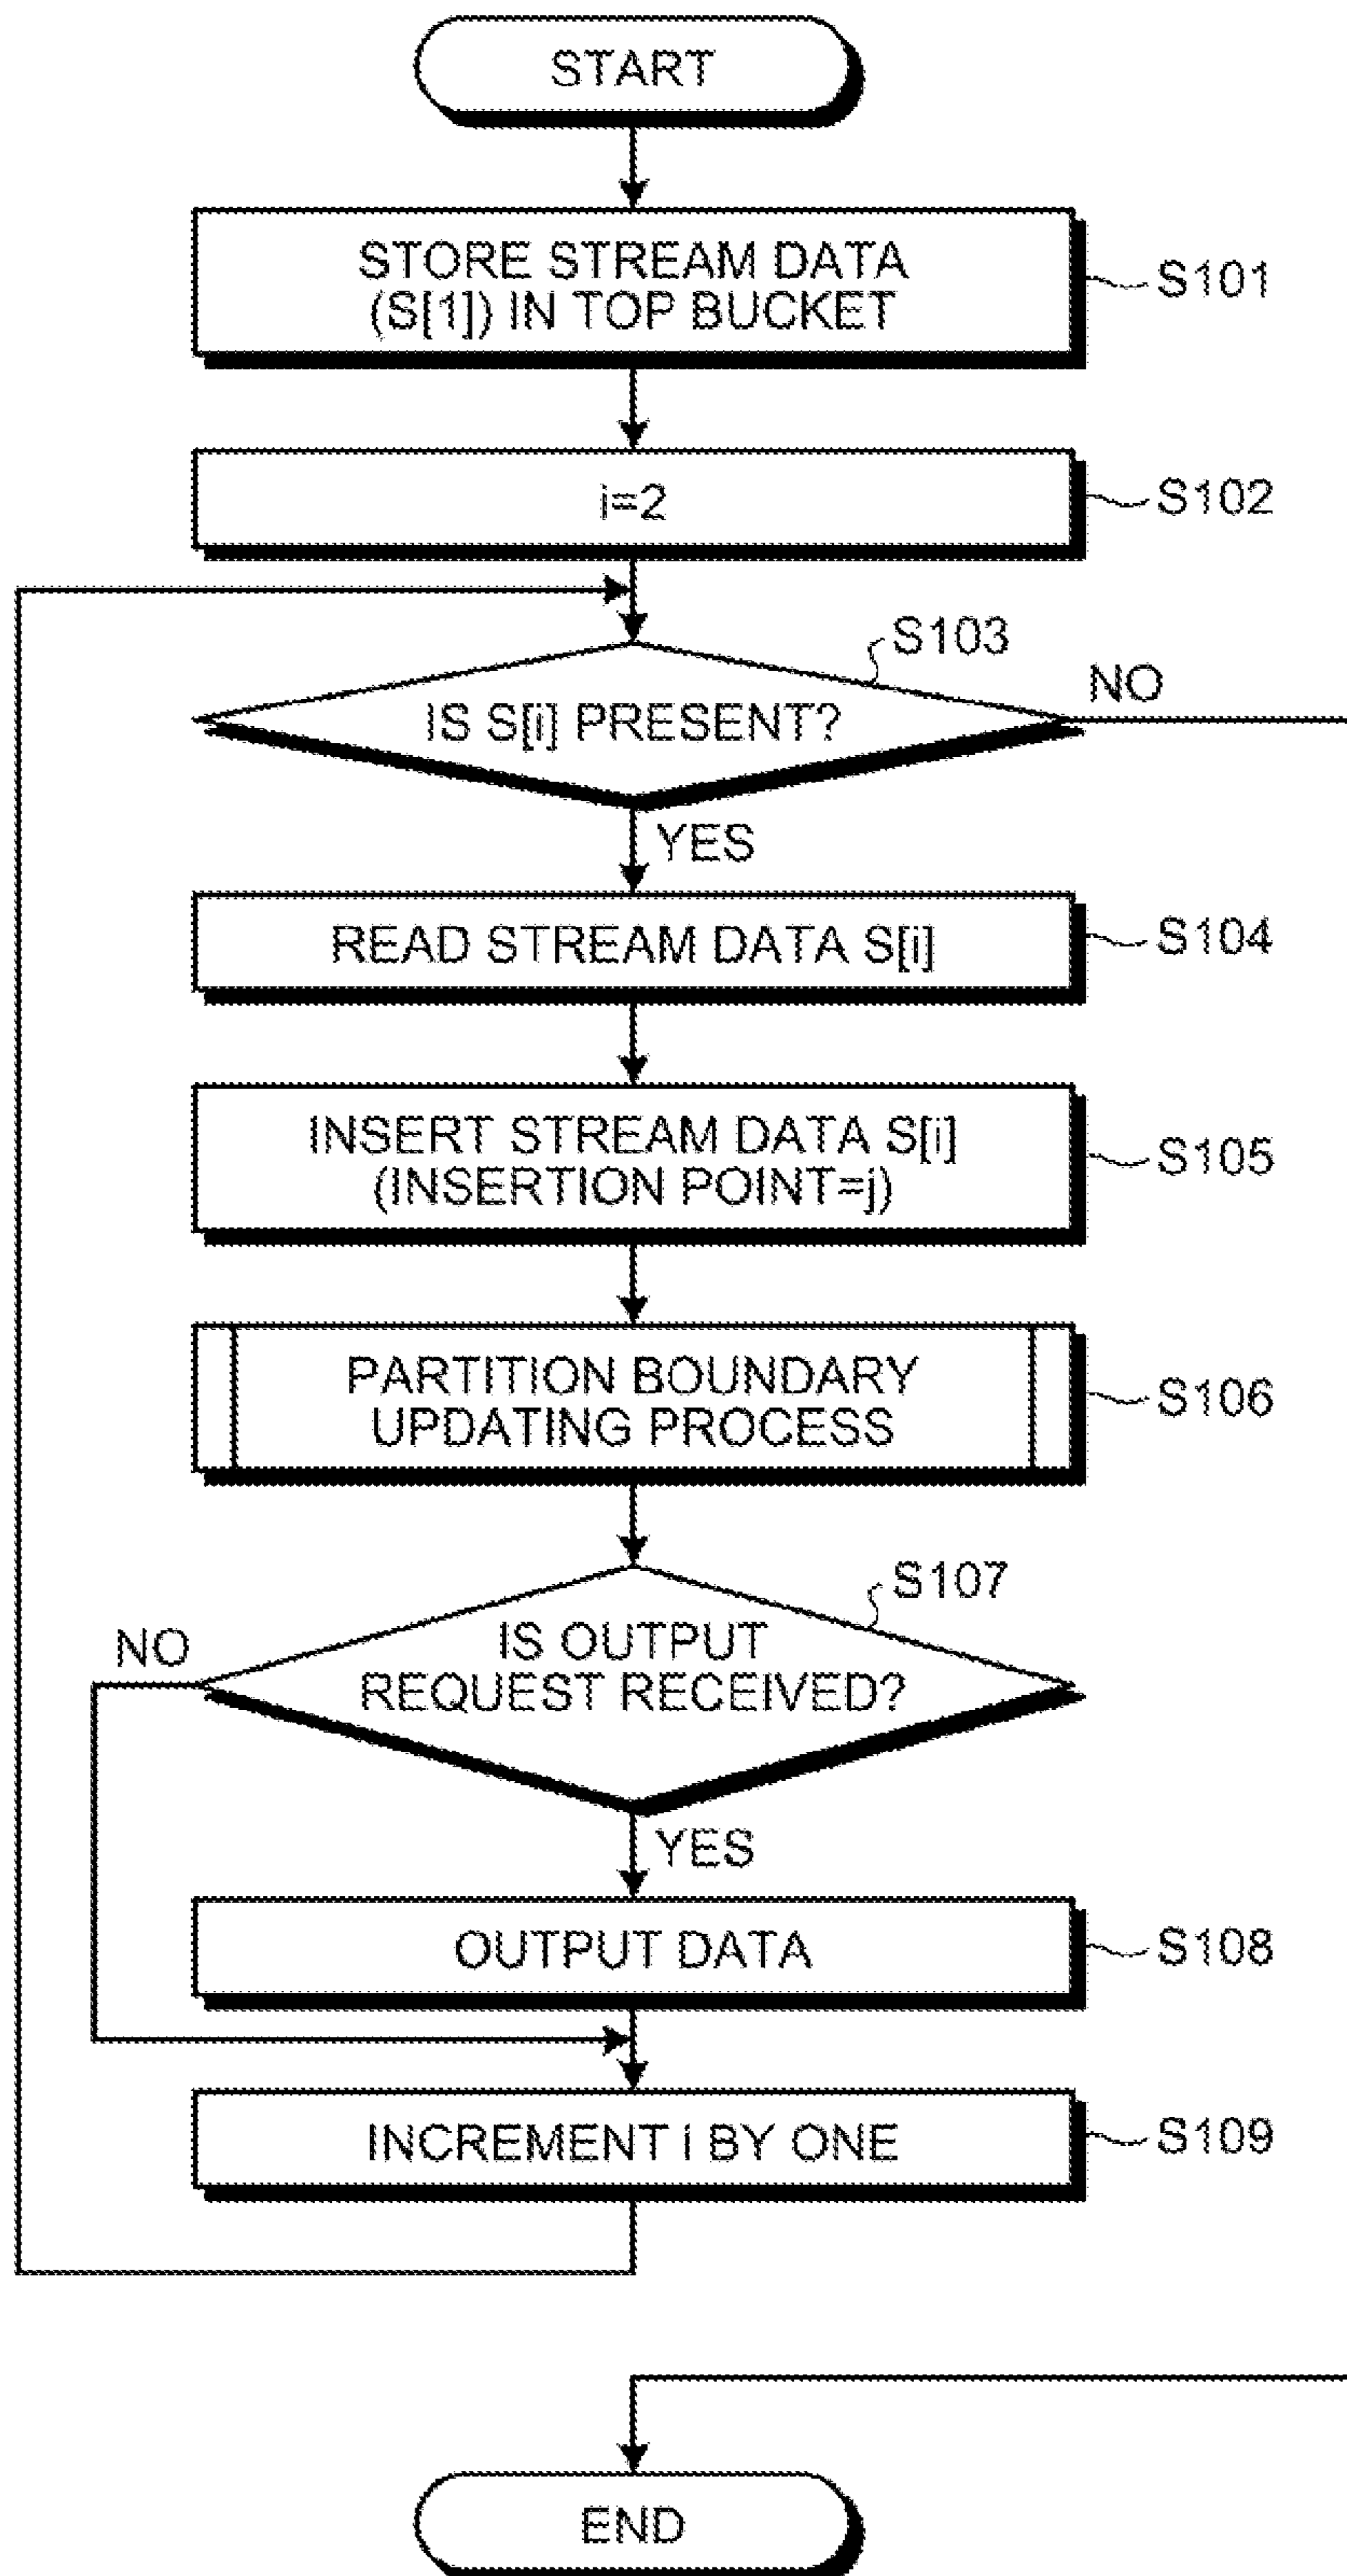 START
STORE STREAM DATA
(S[1]) IN TOP BUCKET
S101
i=2
S102
S103
IS S[i] PRESENT?
NO
YES
READ STREAM DATA S[i]
S104
INSERT STREAM DATA S[i]
(INSERTION POINT=j)
S105
PARTITION BOUNDARY
UPDATING PROCESS
S106
S107
IS OUTPUT
REQUEST RECEIVED?
NO
YES
OUTPUT DATA
S108
INCREMENT i BY ONE
S109
END